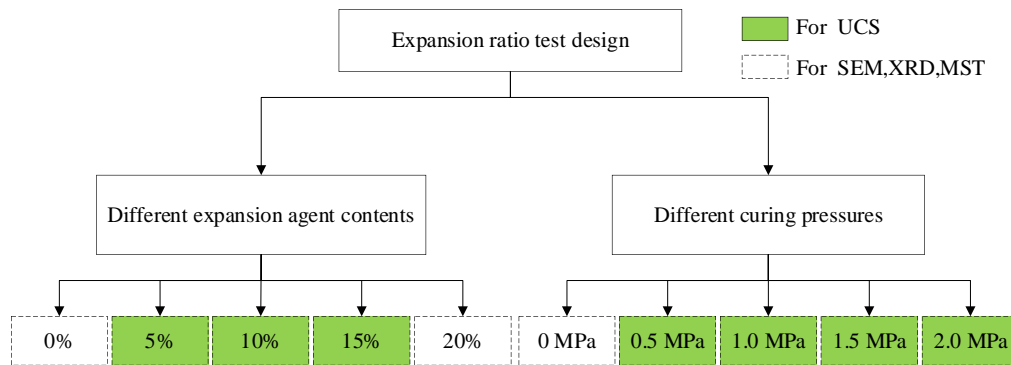 Expansion ratio test design
For UCS
For SEM,XRD,MST
Different expansion agent contents
Different curing pressures
0%
5%
10%
15%
20%
0 MPa
0.5 MPa
1.0 MPa
1.5 MPa
2.0 MPa